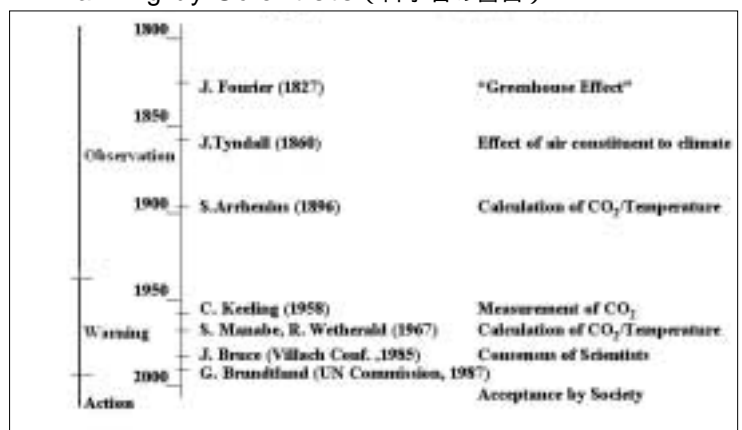 1800
J. Fourier (1827) "Greenhouse Effect"
1850
J.Tyndall (1860) Effect of air constituent to climate
Observation
1900 S.Arrhenius (1896) Calculation of CO₂/Temperature
1950
C. Keeling (1958) Measurement of CO₂
Warning S. Manabe, R. Wetherald (1967) Calculation of CO₂/Temperature
J. Bruce (Villach Conf. ,1985) Consensus of Scientists
2000 G. Brundtland (UN Commission, 1987)
Acceptance by Society
Action